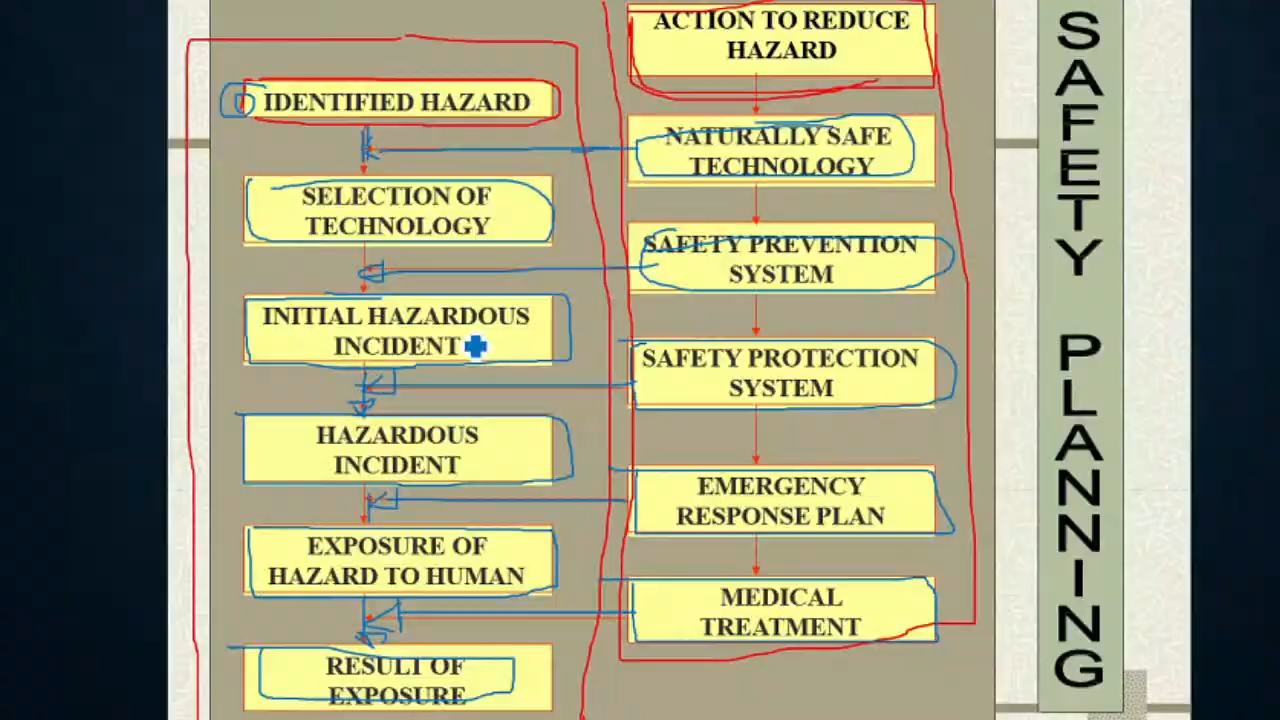 IDENTIFIED HAZARD
SELECTION OF
TECHNOLOGY
INITIAL HAZARDOUS
INCIDENT
HAZARDOUS
INCIDENT
EXPOSURE OF
HAZARD TO HUMAN
RESULT OF
EXPOSURE
ACTION TO REDUCE
HAZARD
NATURALLY SAFE
TECHNOLOGY
SAFETY PREVENTION
SYSTEM
SAFETY PROTECTION
SYSTEM
EMERGENCY
RESPONSE PLAN
MEDICAL
TREATMENT
SAFETY PLANNING